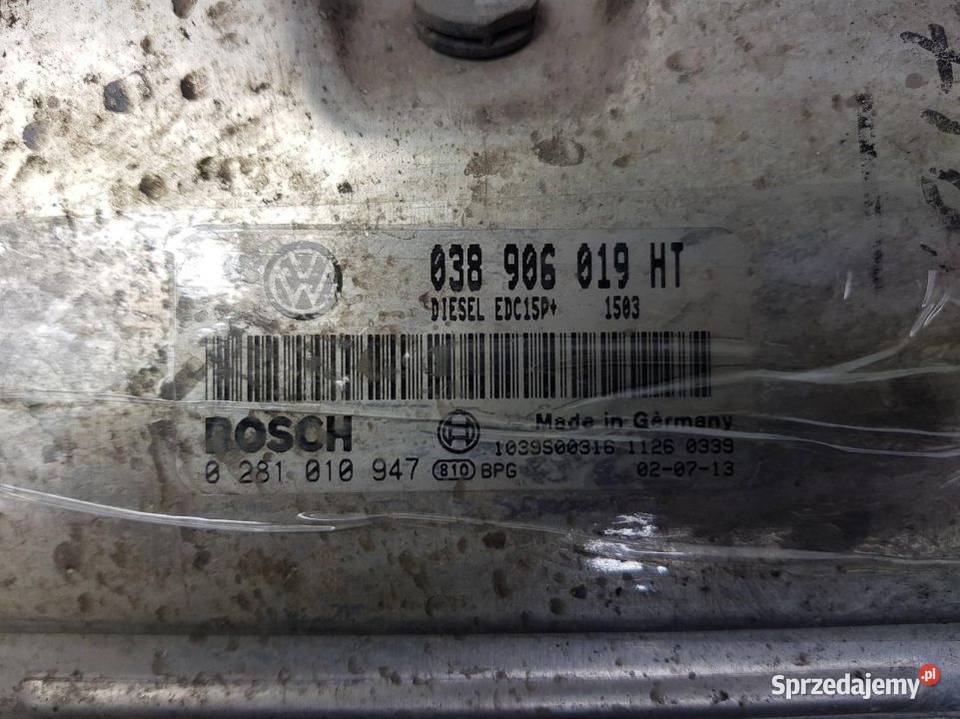 038 906 019 HT
DIESEL EDC15P+ 1503
BOSCH
Made in Germany
1039S00316 1126 0339
0 281 010 947 810 BPG 02-07-13
Sprzedajemy.pl